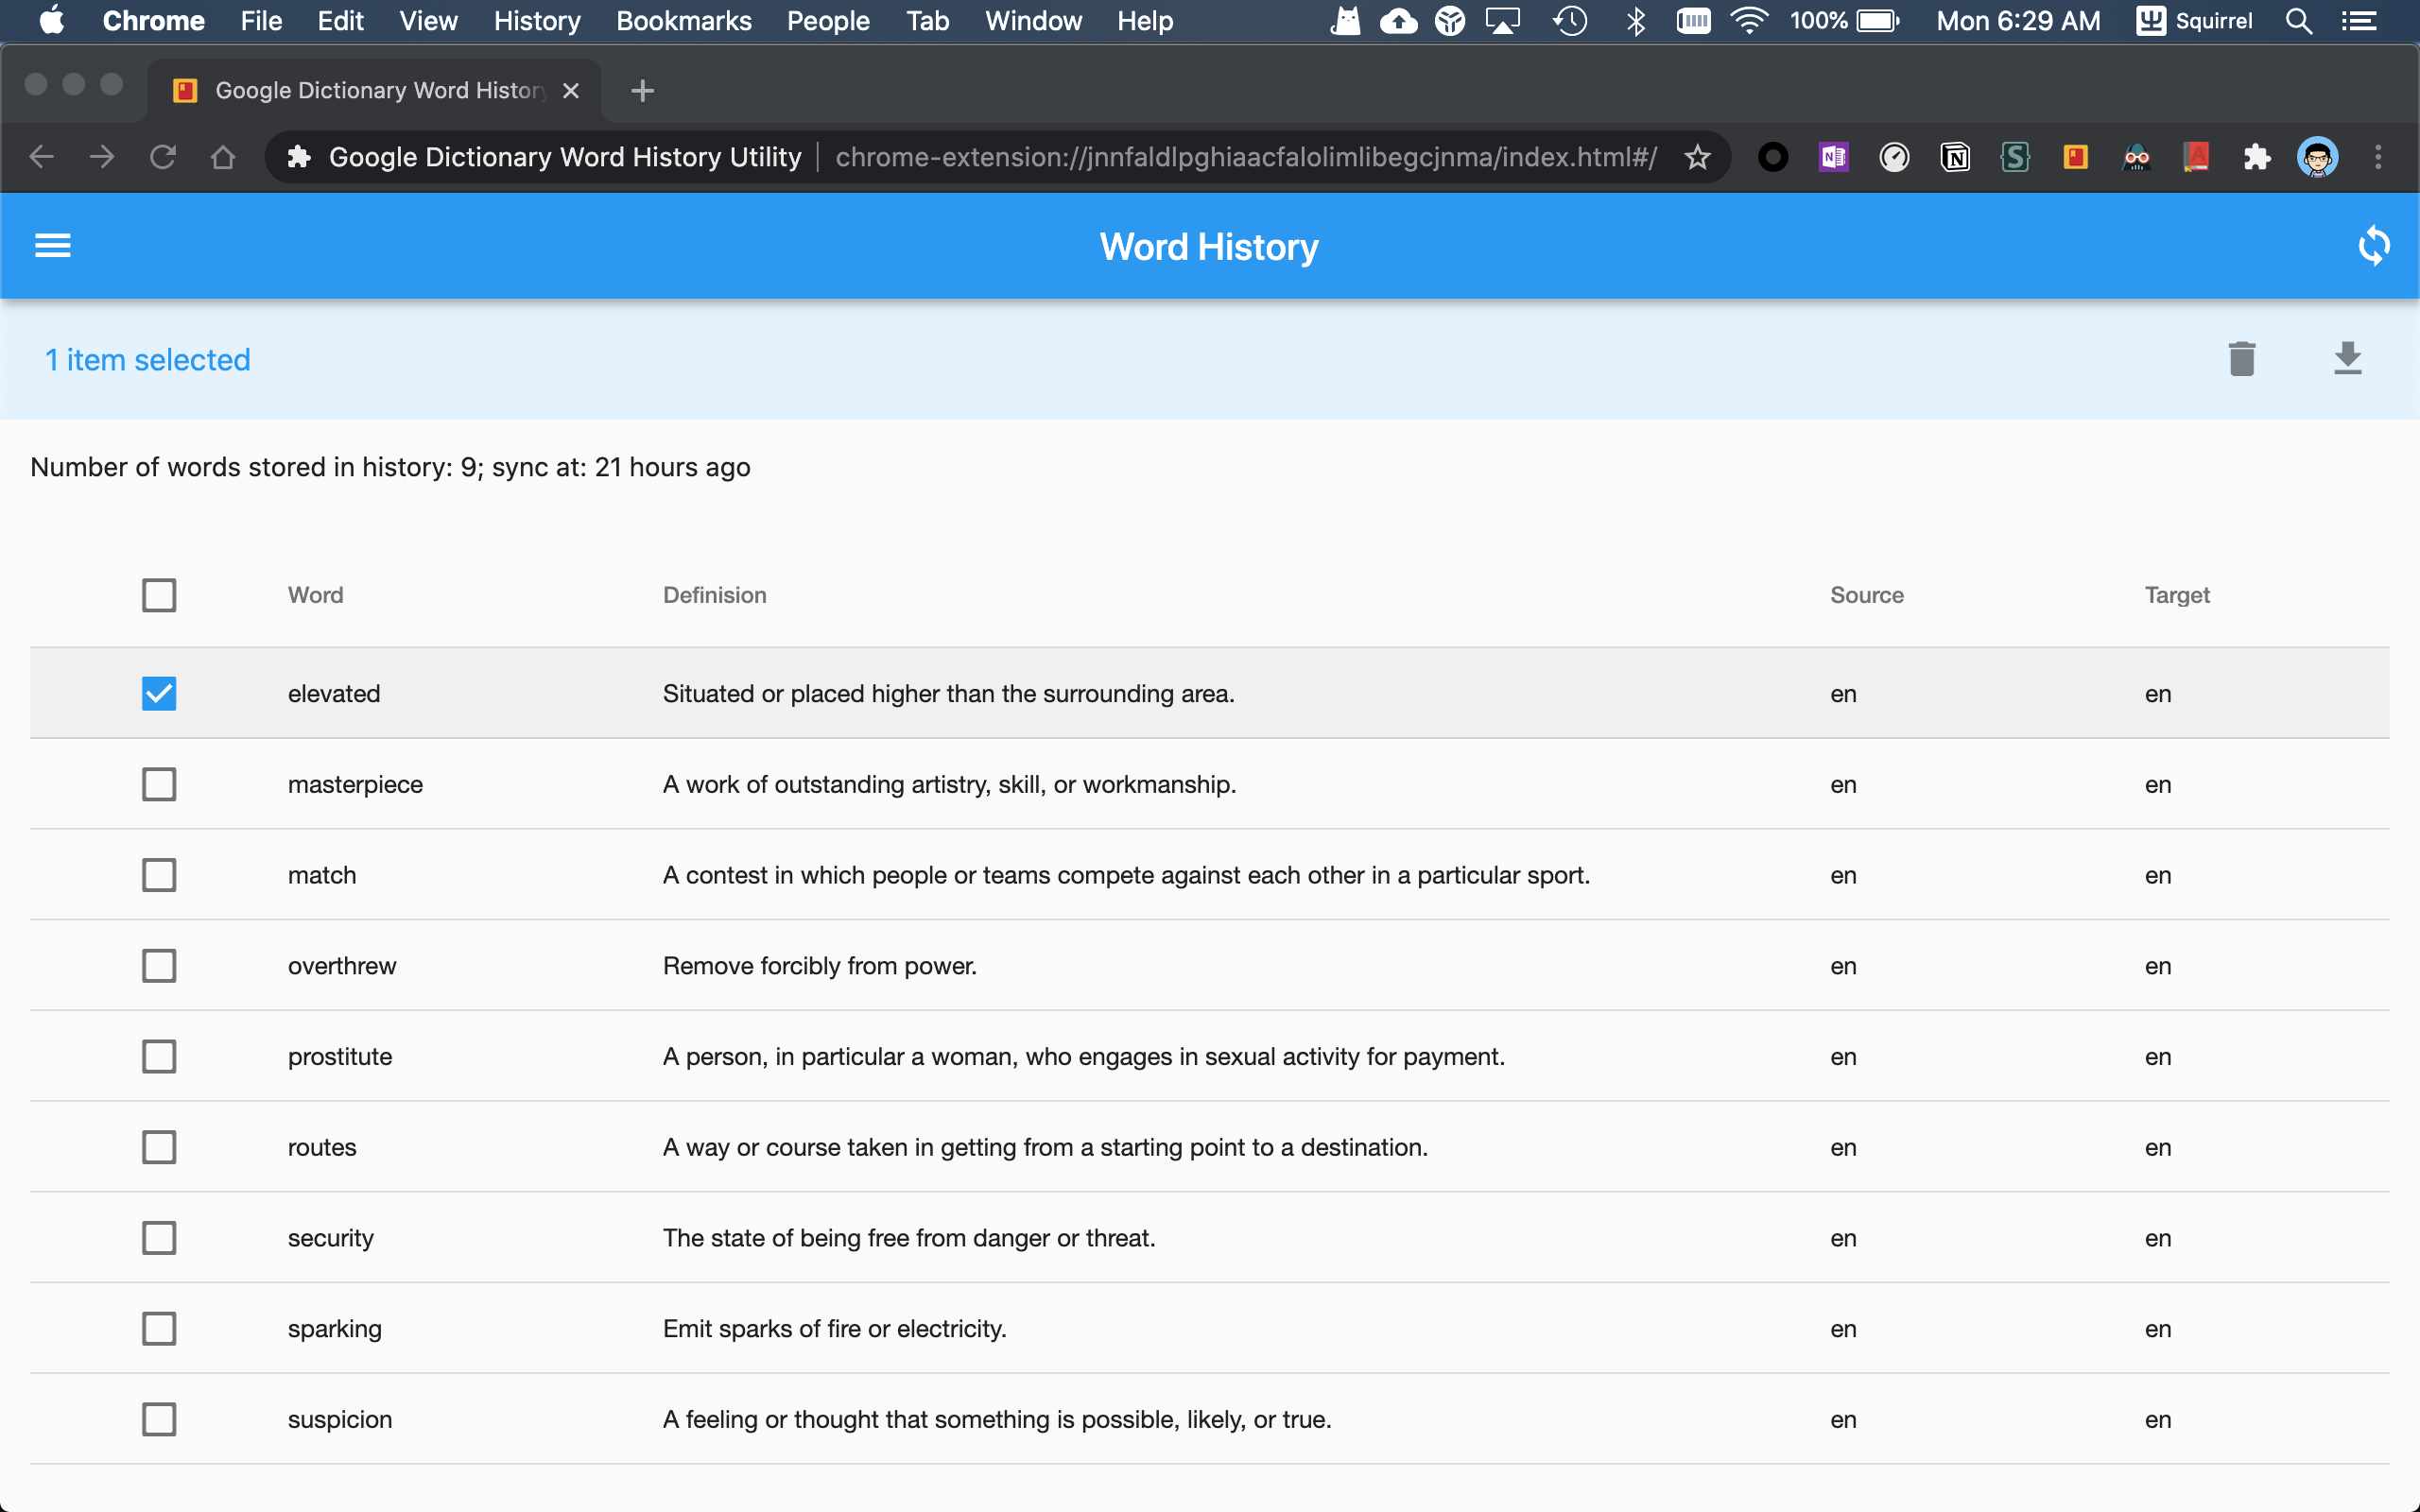 Chrome File Edit View History Bookmarks People Tab Window Help 100% Mon 6:29 AM Squirrel
Google Dictionary Word History
Google Dictionary Word History Utility | chrome-extension://jnnfaldlpghiaacfalolimlibegcjnma/index.html#/
Word History
1 item selected
Number of words stored in history: 9; sync at: 21 hours ago
Word Definision Source Target
elevated Situated or placed higher than the surrounding area. en en
masterpiece A work of outstanding artistry, skill, or workmanship. en en
match A contest in which people or teams compete against each other in a particular sport. en en
overthrew Remove forcibly from power. en en
prostitute A person, in particular a woman, who engages in sexual activity for payment. en en
routes A way or course taken in getting from a starting point to a destination. en en
security The state of being free from danger or threat. en en
sparking Emit sparks of fire or electricity. en en
suspicion A feeling or thought that something is possible, likely, or true. en en